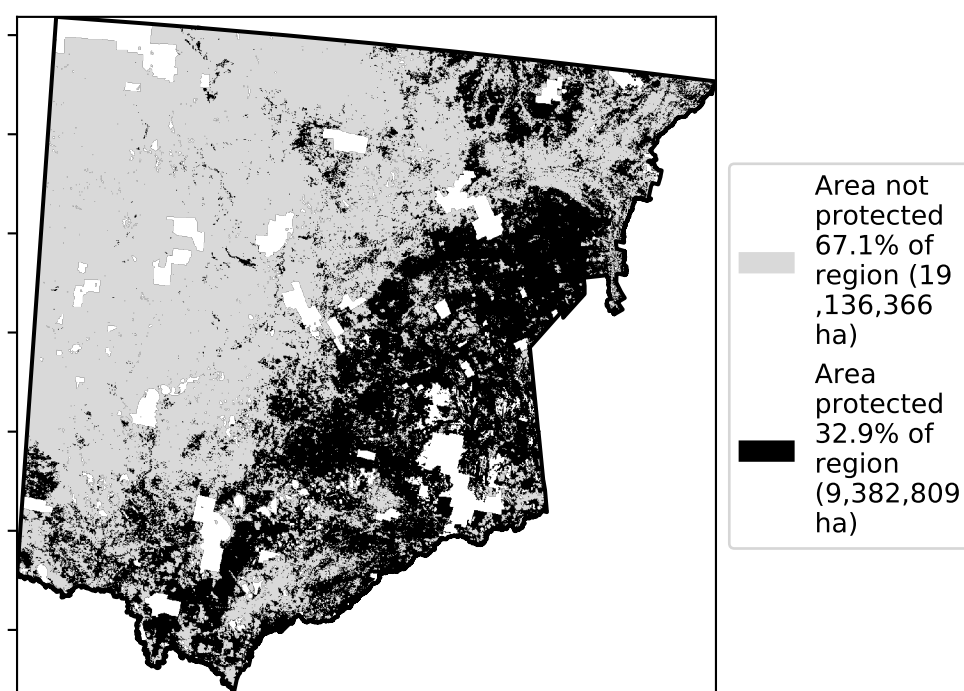 Area not
protected
67.1% of
region (19
,136,366
ha)
Area
protected
32.9% of
region
(9,382,809
ha)